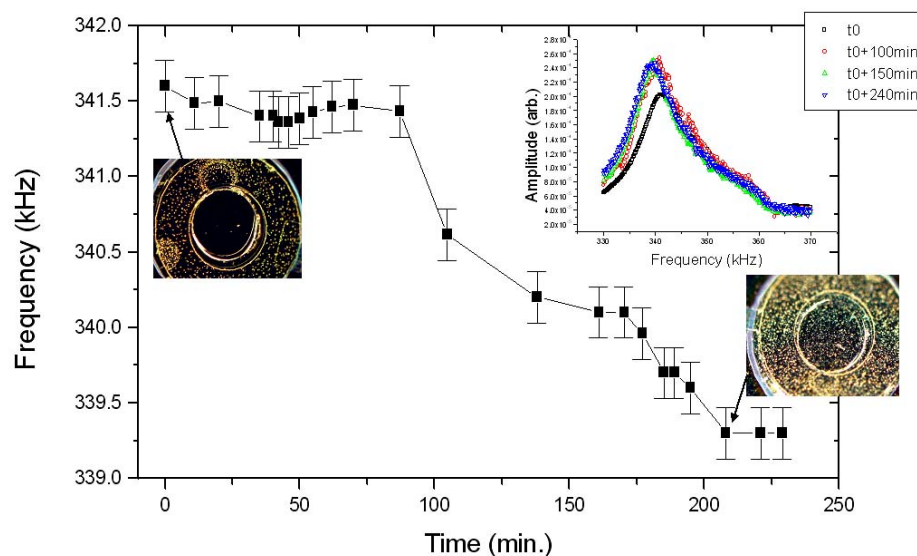 342.0
341.5
341.0
340.5
340.0
339.5
339.0
Frequency (kHz)
0 50 100 150 200 250
Time (min.)
t0
t0+100min
t0+150min
t0+240min
Amplitude (arb.)
330 340 350 360 370
Frequency (kHz)